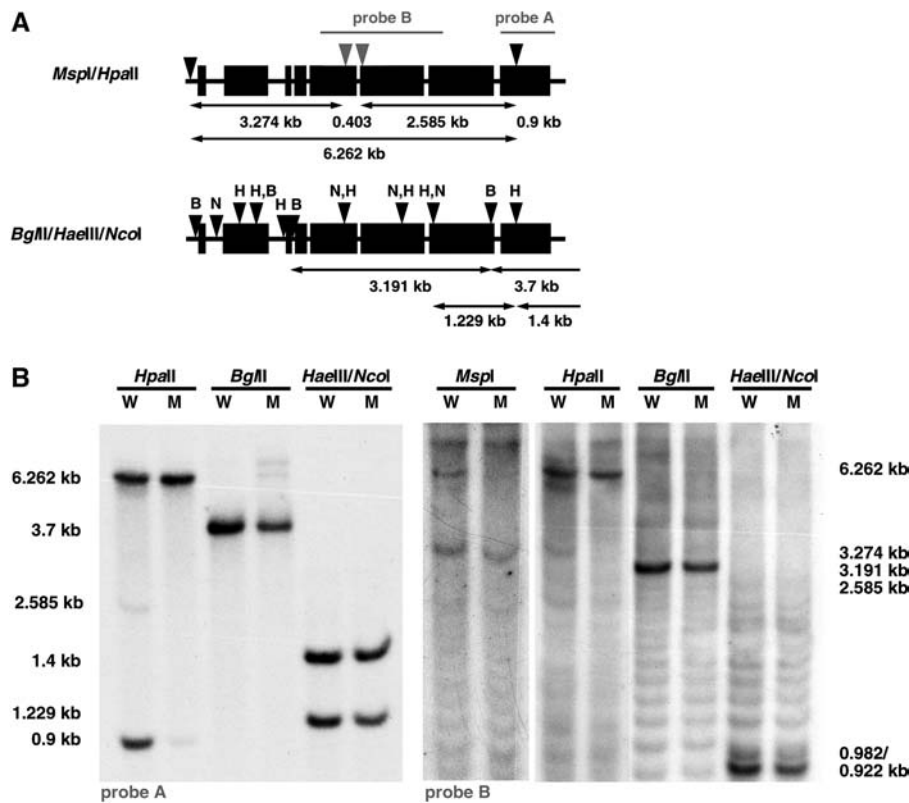 A
probe B
probe A
MspI/HpaII
3.274 kb
0.403
2.585 kb
0.9 kb
6.262 kb
B N H H,B H B N,H N,H H,N B H
BglII/HaeIII/NcoI
3.191 kb
3.7 kb
1.229 kb
1.4 kb
B
HpaII BglII HaeIII/NcoI MspI HpaII BglII HaeIII/NcoI
W M W M W M W M W M W M W M
6.262 kb
3.7 kb
2.585 kb
1.4 kb
1.229 kb
0.9 kb
6.262 kb
3.274 kb
3.191 kb
2.585 kb
0.982/
0.922 kb
probe A
probe B